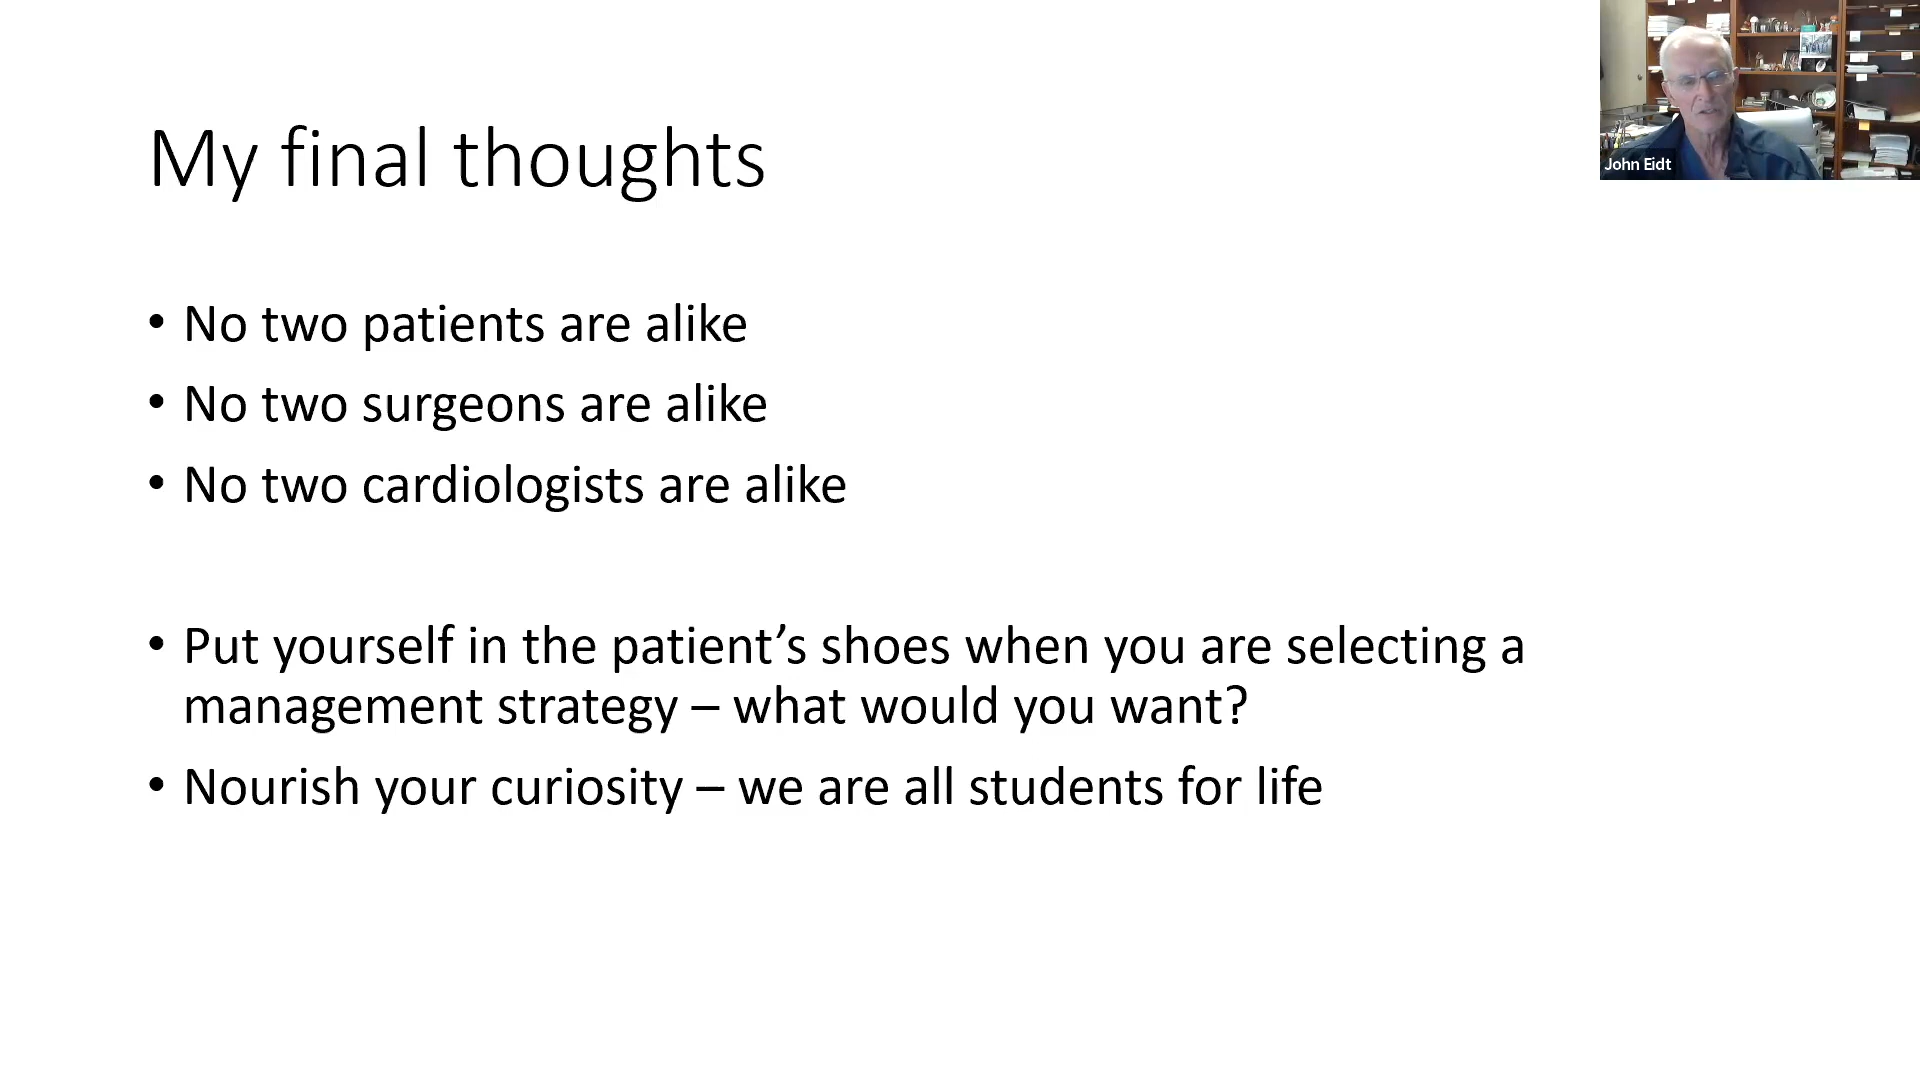 My final thoughts
• No two patients are alike
• No two surgeons are alike
• No two cardiologists are alike
• Put yourself in the patient’s shoes when you are selecting a
management strategy – what would you want?
• Nourish your curiosity – we are all students for life
John Eidt